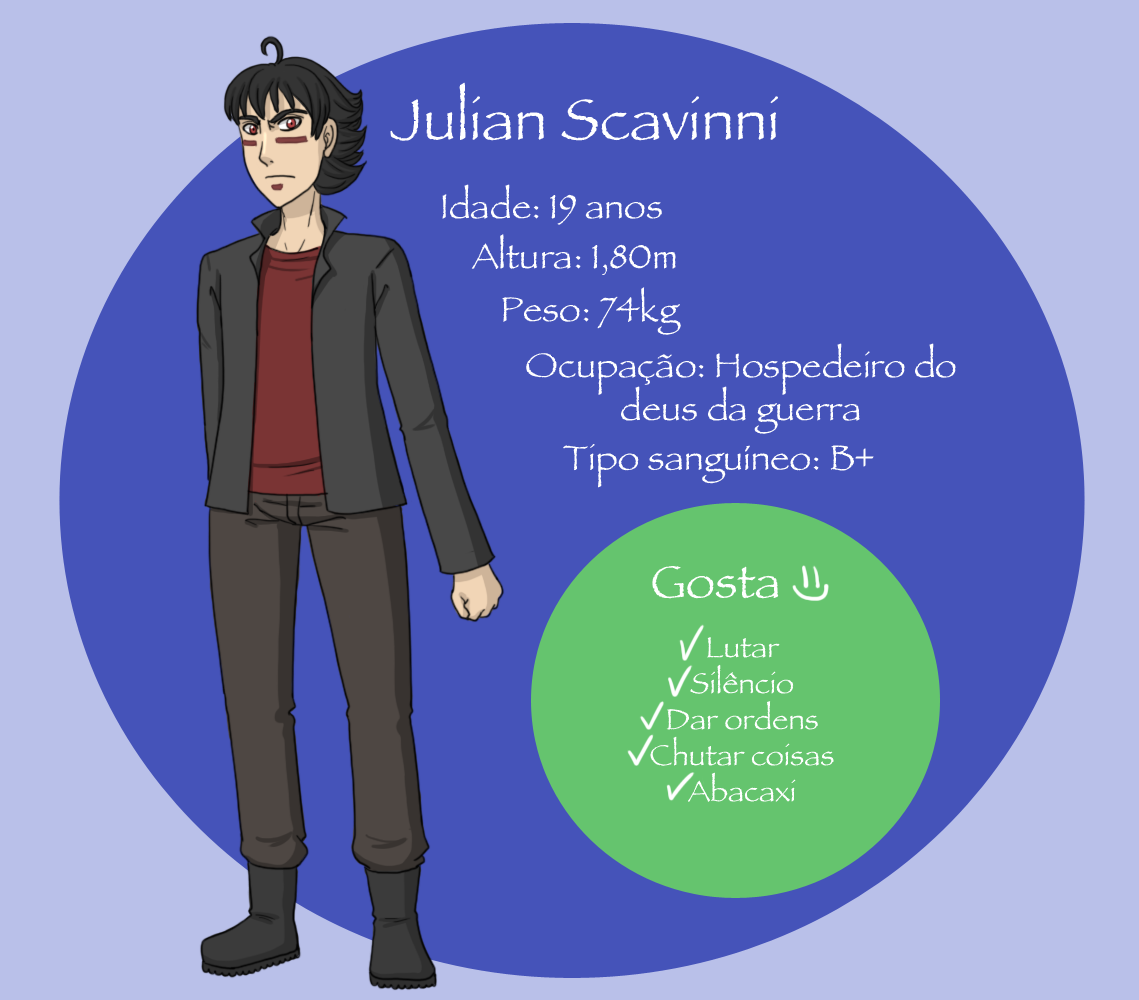 Julian Scavinni
Idade: 19 anos
Altura: 1,80m
Peso: 74kg
Ocupação: Hospedeiro do
deus da guerra
Tipo sanguíneo: B+
Gosta
✓Lutar
✓Silêncio
✓Dar ordens
✓Chutar coisas
✓Abacaxi